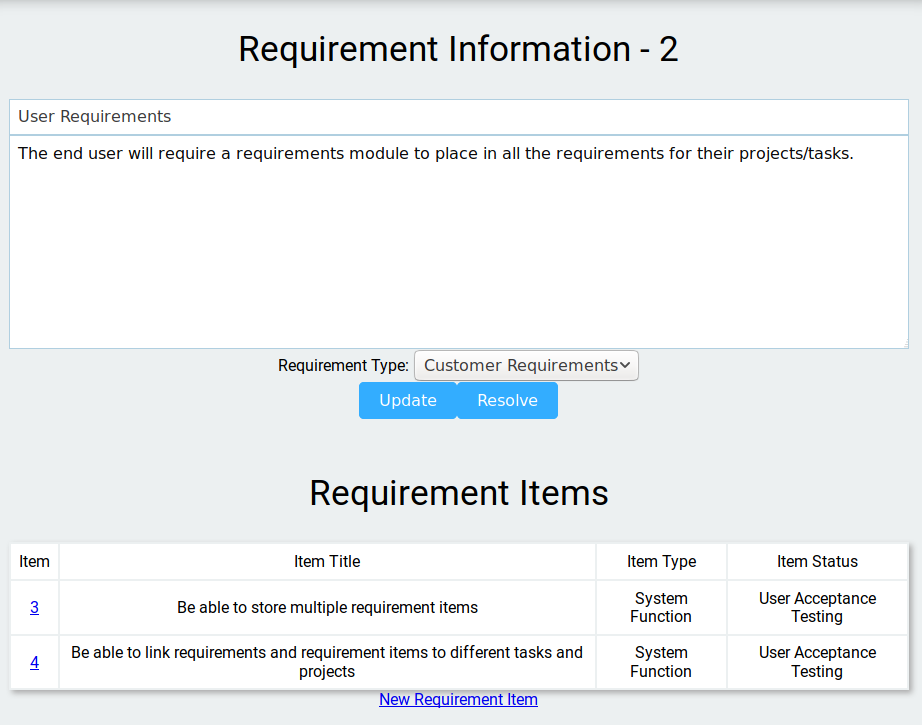 Requirement Information - 2
User Requirements
The end user will require a requirements module to place in all the requirements for their projects/tasks.
Requirement Type: Customer Requirements
Update Resolve
Requirement Items
Item Item Title Item Type Item Status
3 Be able to store multiple requirement items System Function User Acceptance Testing
4 Be able to link requirements and requirement items to different tasks and projects System Function User Acceptance Testing
New Requirement Item